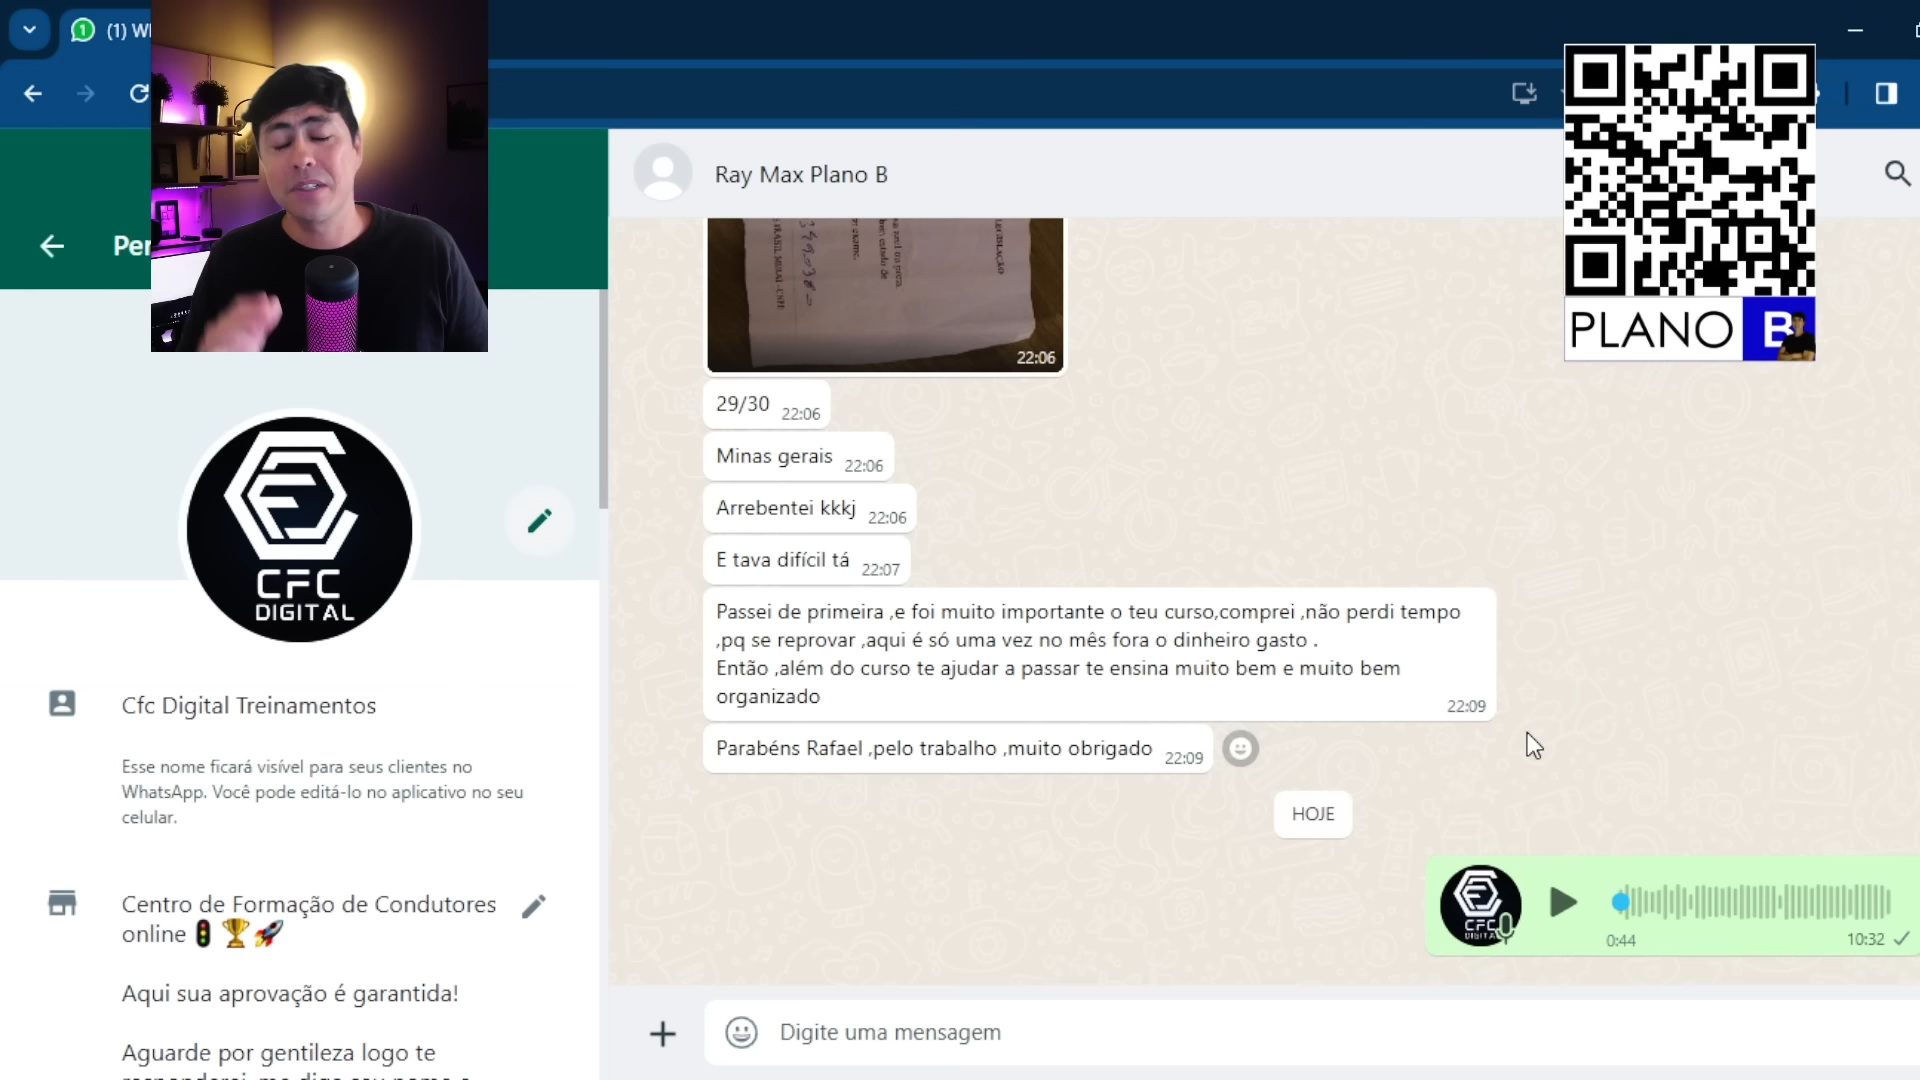 (1) W
Per
Ray Max Plano B
PLANO B
LEGISLAÇÃO
22:06
29/30 22:06
Minas gerais 22:06
Arrebentei kkkj 22:06
E tava difícil tá 22:07
Passei de primeira ,e foi muito importante o teu curso,comprei ,não perdi tempo
,pq se reprovar ,aqui é só uma vez no mês fora o dinheiro gasto .
Então ,além do curso te ajudar a passar te ensina muito bem e muito bem
organizado
22:09
Parabéns Rafael ,pelo trabalho ,muito obrigado 22:09
HOJE
CFC
DIGITAL
0:44
10:32
Digite uma mensagem
CFC
DIGITAL
Cfc Digital Treinamentos
Esse nome ficará visível para seus clientes no
WhatsApp. Você pode editá-lo no aplicativo no seu
celular.
Centro de Formação de Condutores
online 🚦🏆🚀
Aqui sua aprovação é garantida!
Aguarde por gentileza logo te